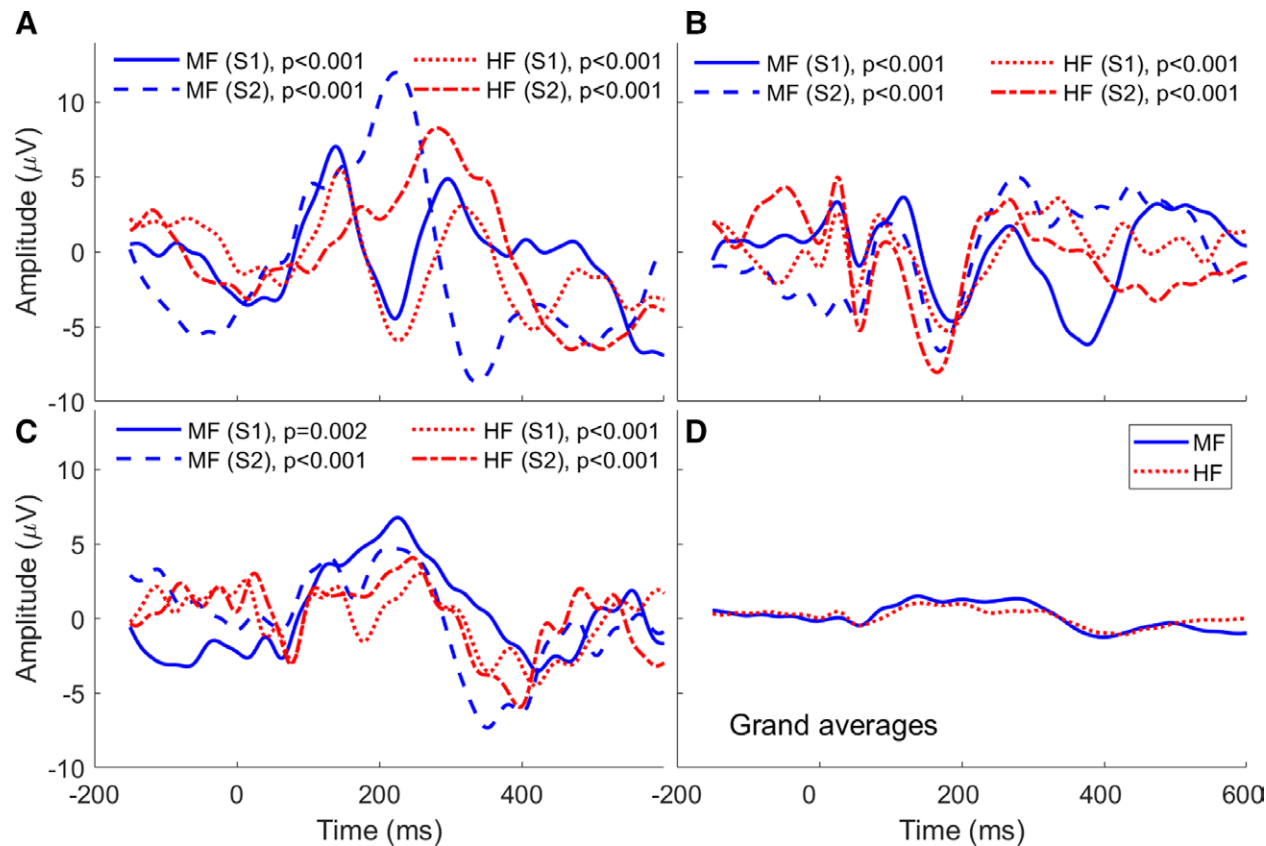 A
MF (S1), p<0.001
HF (S1), p<0.001
MF (S2), p<0.001
HF (S2), p<0.001
10
5
0
-5
-10
Amplitude (μV)
B
MF (S1), p<0.001
HF (S1), p<0.001
MF (S2), p<0.001
HF (S2), p<0.001
C
MF (S1), p=0.002
HF (S1), p<0.001
MF (S2), p<0.001
HF (S2), p<0.001
10
5
0
-5
-10
Amplitude (μV)
-200
0
200
400
Time (ms)
D
MF
HF
Grand averages
-200
0
200
400
600
Time (ms)